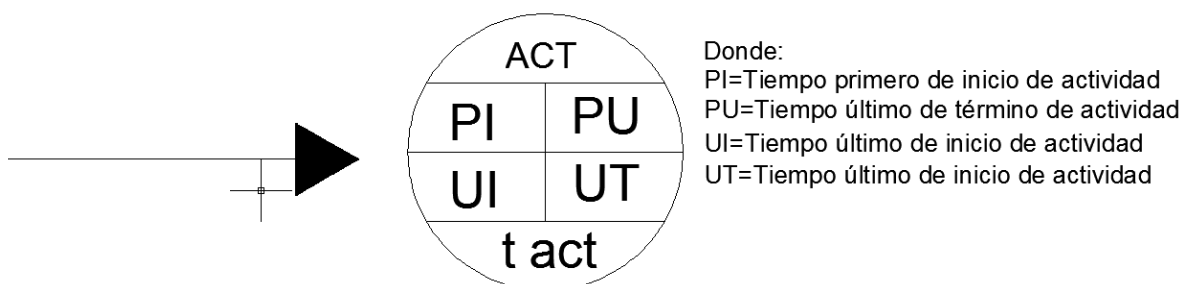 ACT
PI PU
UI UT
t act
Donde:
PI=Tiempo primero de inicio de actividad
PU=Tiempo último de término de actividad
UI=Tiempo último de inicio de actividad
UT=Tiempo último de inicio de actividad